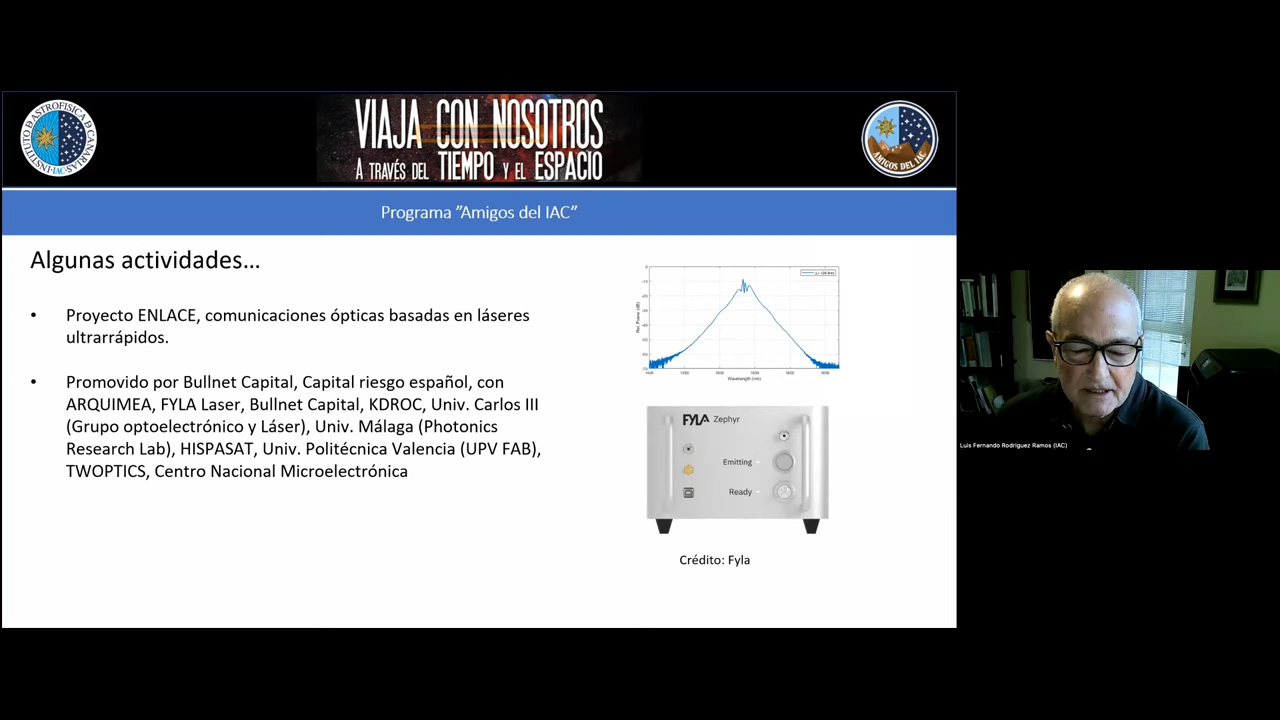 INSTITUTO D ASTROFISICA D CANARIAS
·IAC·
VIAJA CON NOSOTROS
A TRAVÉS DEL TIEMPO Y EL ESPACIO
AMIGOS DEL IAC
Programa ”Amigos del IAC”
Algunas actividades…
• Proyecto ENLACE, comunicaciones ópticas basadas en láseres
ultrarrápidos.
• Promovido por Bullnet Capital, Capital riesgo español, con
ARQUIMEA, FYLA Laser, Bullnet Capital, KDROC, Univ. Carlos III
(Grupo optoelectrónico y Láser), Univ. Málaga (Photonics
Research Lab), HISPASAT, Univ. Politécnica Valencia (UPV FAB),
TWOPTICS, Centro Nacional Microelectrónica
Wavelength (nm)
FYLA Zephyr
Emitting
Ready
Crédito: Fyla
Luis Fernando Rodríguez Ramos (IAC)